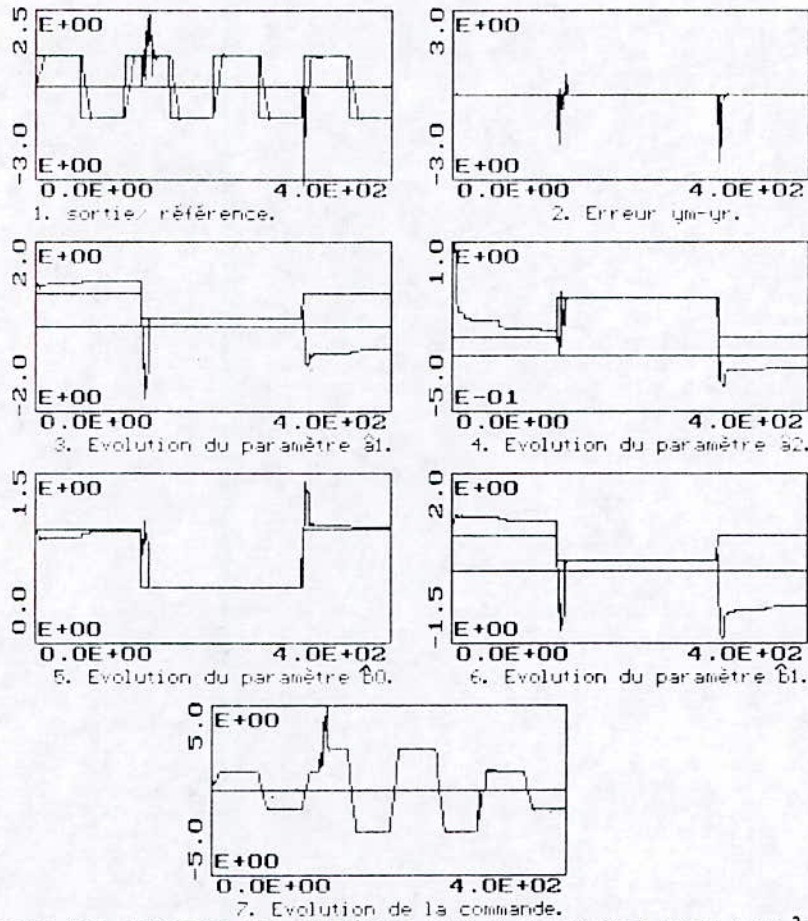 2.5 E+00
-3.0 E+00
0.0E+00 4.0E+02
1. sortie/ référence.
3.0 E+00
-3.0 E+00
0.0E+00 4.0E+02
2. Erreur ym-yr.
2.0 E+00
-2.0 E+00
0.0E+00 4.0E+02
3. Evolution du paramètre â1.
1.0 E+00
-5.0 E-01
0.0E+00 4.0E+02
4. Evolution du paramètre â2.
1.5 E+00
0.0 E+00
0.0E+00 4.0E+02
5. Evolution du paramètre B̂0.
2.0 E+00
-1.5 E+00
0.0E+00 4.0E+02
6. Evolution du paramètre B̂1.
5.0 E+00
-5.0 E+00
0.0E+00 4.0E+02
7. Evolution de la commande.